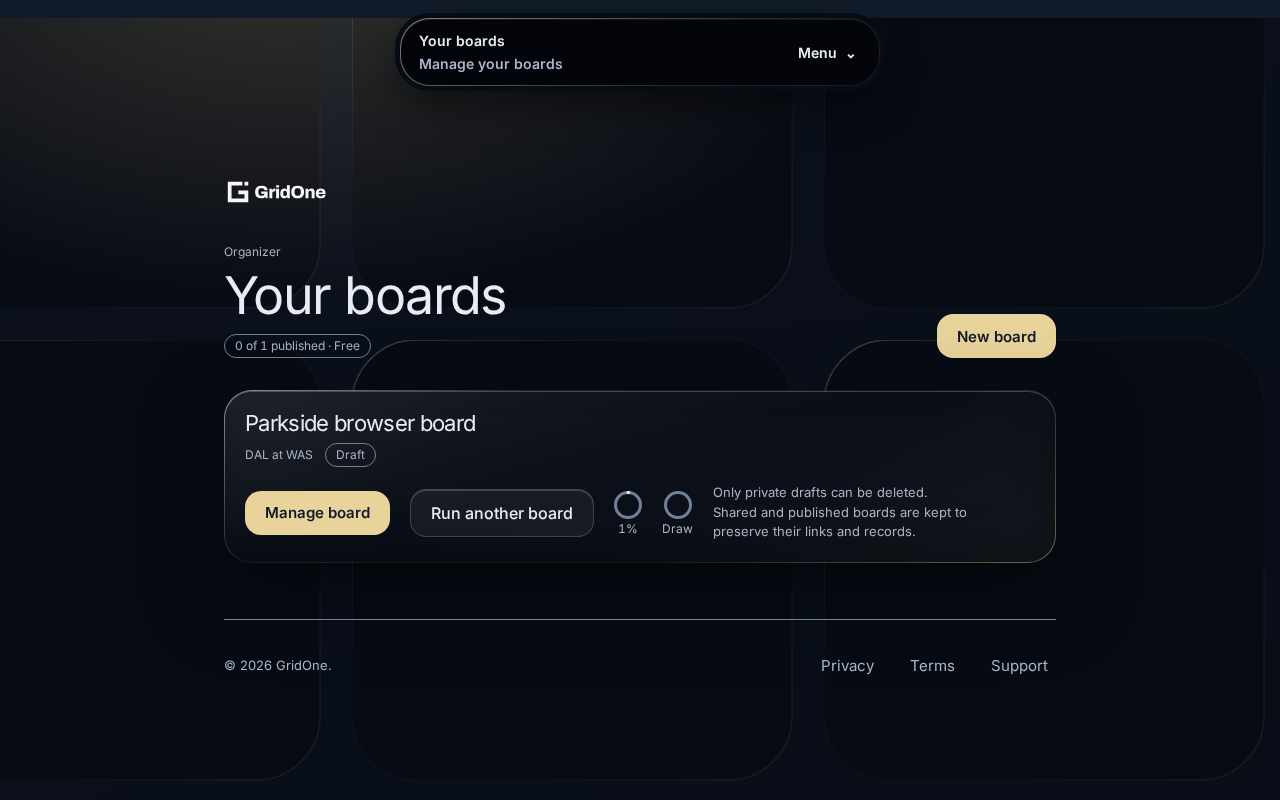 Your boards
Manage your boards
Menu
GridOne
Organizer
Your boards
0 of 1 published · Free
New board
Parkside browser board
DAL at WAS
Draft
Manage board
Run another board
1%
Draw
Only private drafts can be deleted.
Shared and published boards are kept to
preserve their links and records.
© 2026 GridOne.
Privacy
Terms
Support